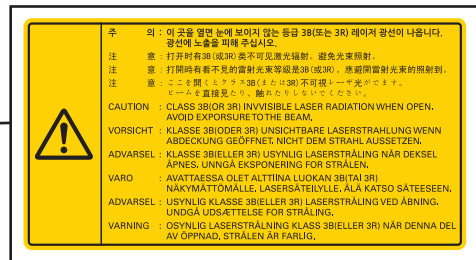 주 의 : 이 곳을 열면 눈에 보이지 않는 등급 3B(또는 3R) 레이저 광선이 나옵니다.
광선에 노출을 피해 주십시오.
注 意 : 打开时有3B(或3R)类不可见激光辐射。避免光束照射。
注 意 : 打開時有看不見的雷射光束等級是3B(或3R)。應避開雷射光束的照射到。
注 意 : ここを開くとクラス3B(または3R)不可視レーザ光がでます。
ビームを直接見たり、触れたりしないでください。
CAUTION : CLASS 3B(OR 3R) INVVISIBLE LASER RADIATION WHEN OPEN.
AVOID EXPORSURE TO THE BEAM.
VORSICHT : KLASSE 3B(ODER 3R) UNSICHTBARE LASERSTRAHLUNG WENN
ABDECKUNG GEÖFFNET. NICHT DEM STRAHL AUSSETZEN.
ADVARSEL : KLASSE 3B(ELLER 3R) USYNLIG LASERSTRÅLING NÅR DEKSEL
ÅPNES. UNNGÅ EKSPONERING FOR STRÅLEN.
VARO : AVATTAESSA OLET ALTTIINA LUOKAN 3B(TAI 3R)
NÄKYMÄTTÖMÄLLE. LASERSÄTEILYLLE. ÄLÄ KATSO SÄTEESEEN.
ADVARSEL : USYNLIG KLASSE 3B(ELLER 3R) LASERSTRÅLING VED ÅBNING.
UNDGÅ UDSÆTTELSE FOR STRÅLING.
VARNING : OSYNLIG LASERSTRÅLNING KLASS 3B(ELLER 3R) NÄR DENNA DEL
AV ÖPPNAD. STRÅLEN ÄR FARLIG.